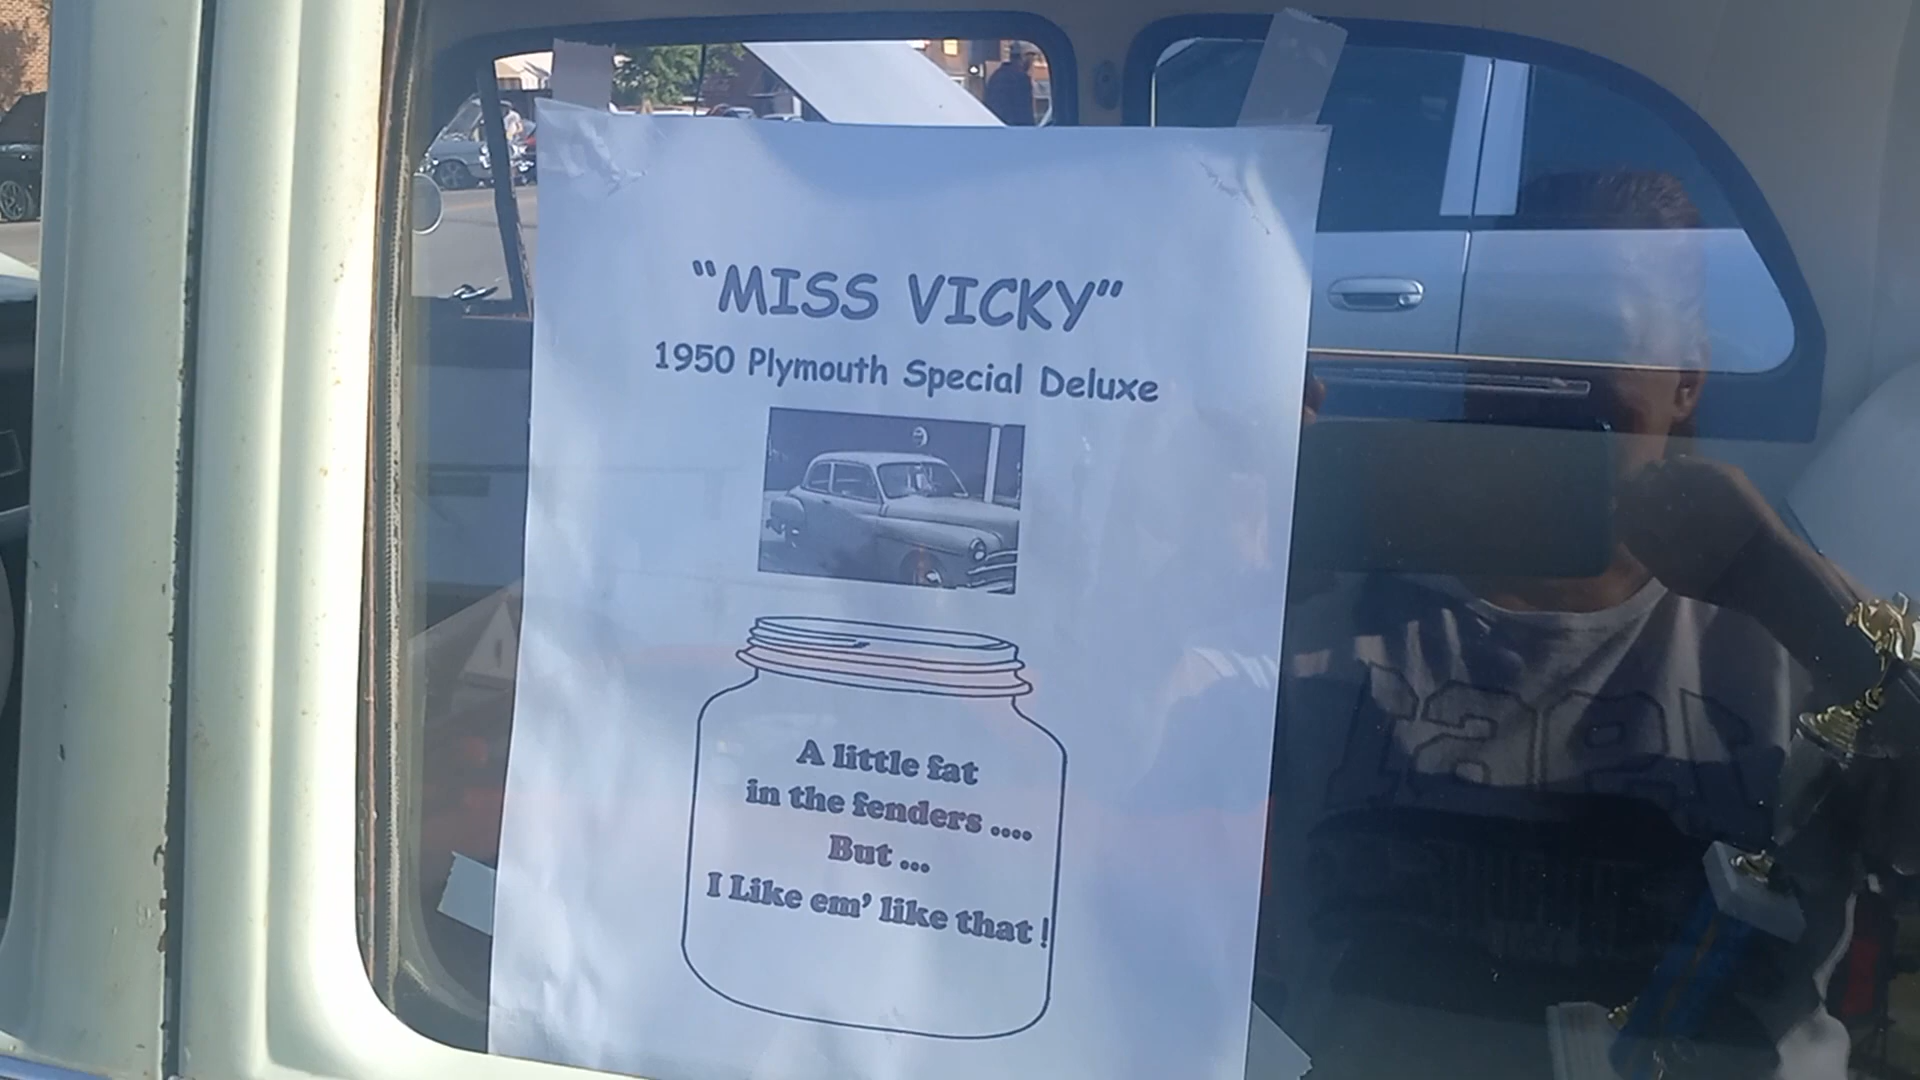 “MISS VICKY”
1950 Plymouth Special Deluxe
A little fat
in the fenders ....
But ...
I Like em’ like that !